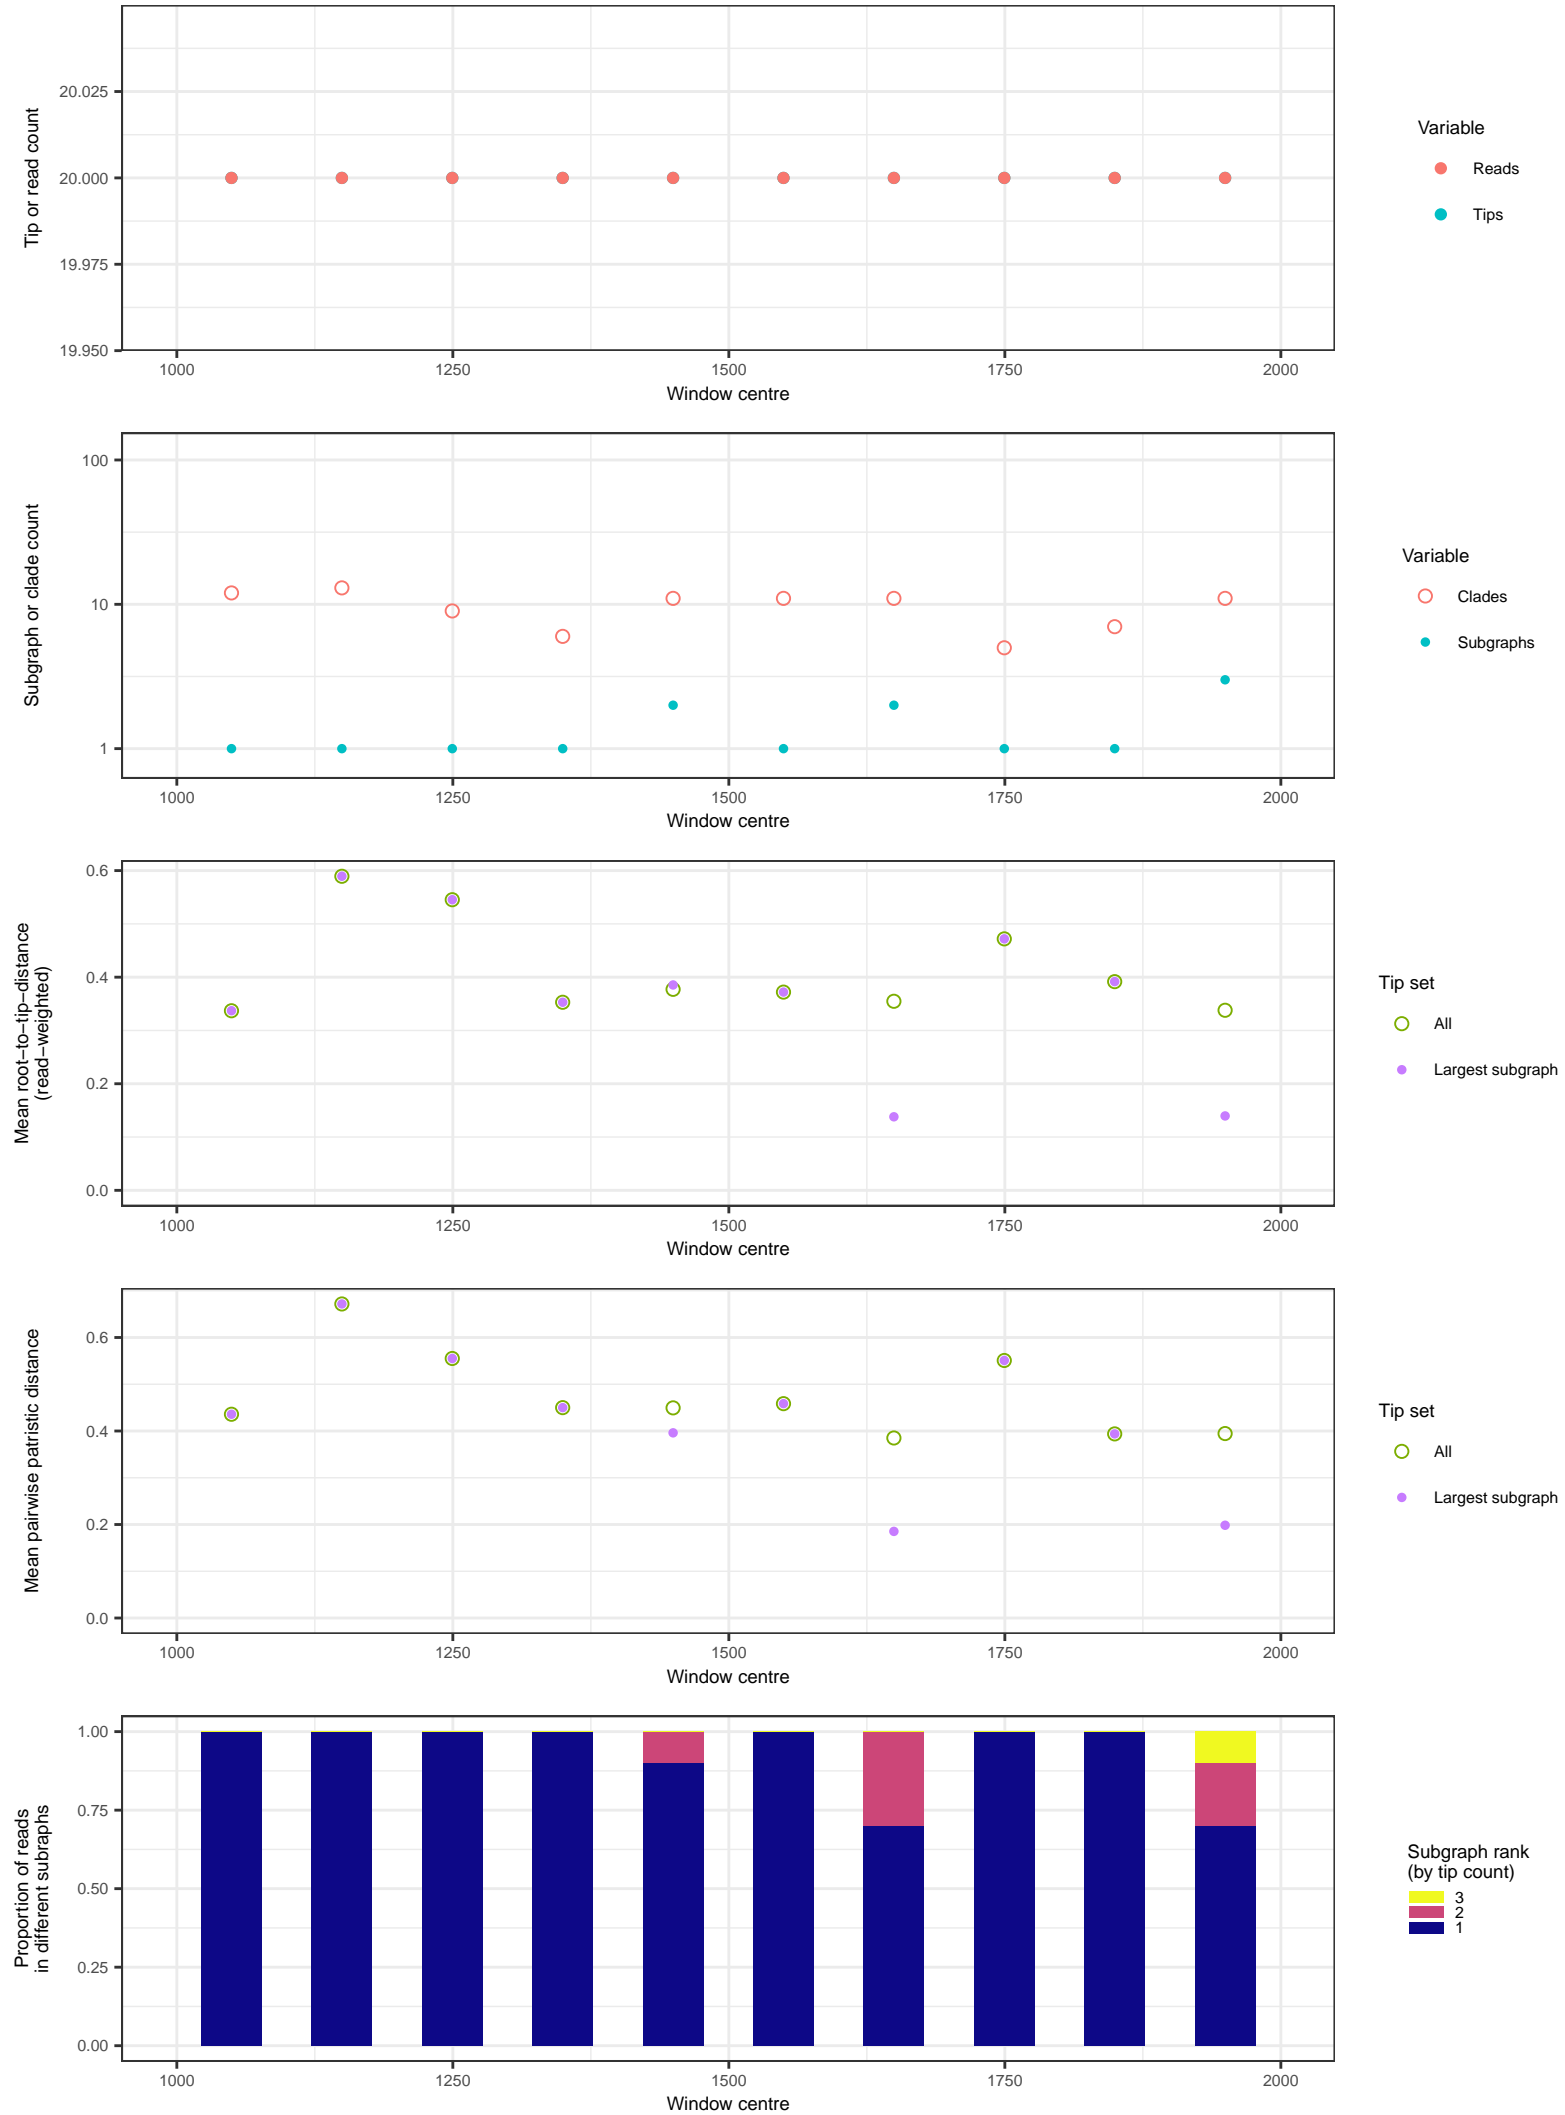 Tip or read count
20.025
20.000
19.975
19.950
1000 1250 1500 1750 2000
Window centre
Variable
Reads
Tips
Subgraph or clade count
100
10
1
1000 1250 1500 1750 2000
Window centre
Variable
Clades
Subgraphs
Mean root−to−tip−distance
(read−weighted)
0.6
0.4
0.2
0.0
1000 1250 1500 1750 2000
Window centre
Tip set
All
Largest subgraph
Mean pairwise patristic distance
0.6
0.4
0.2
0.0
1000 1250 1500 1750 2000
Window centre
Tip set
All
Largest subgraph
Proportion of reads
in different subraphs
1.00
0.75
0.50
0.25
0.00
1000 1250 1500 1750 2000
Window centre
Subgraph rank
(by tip count)
3
2
1